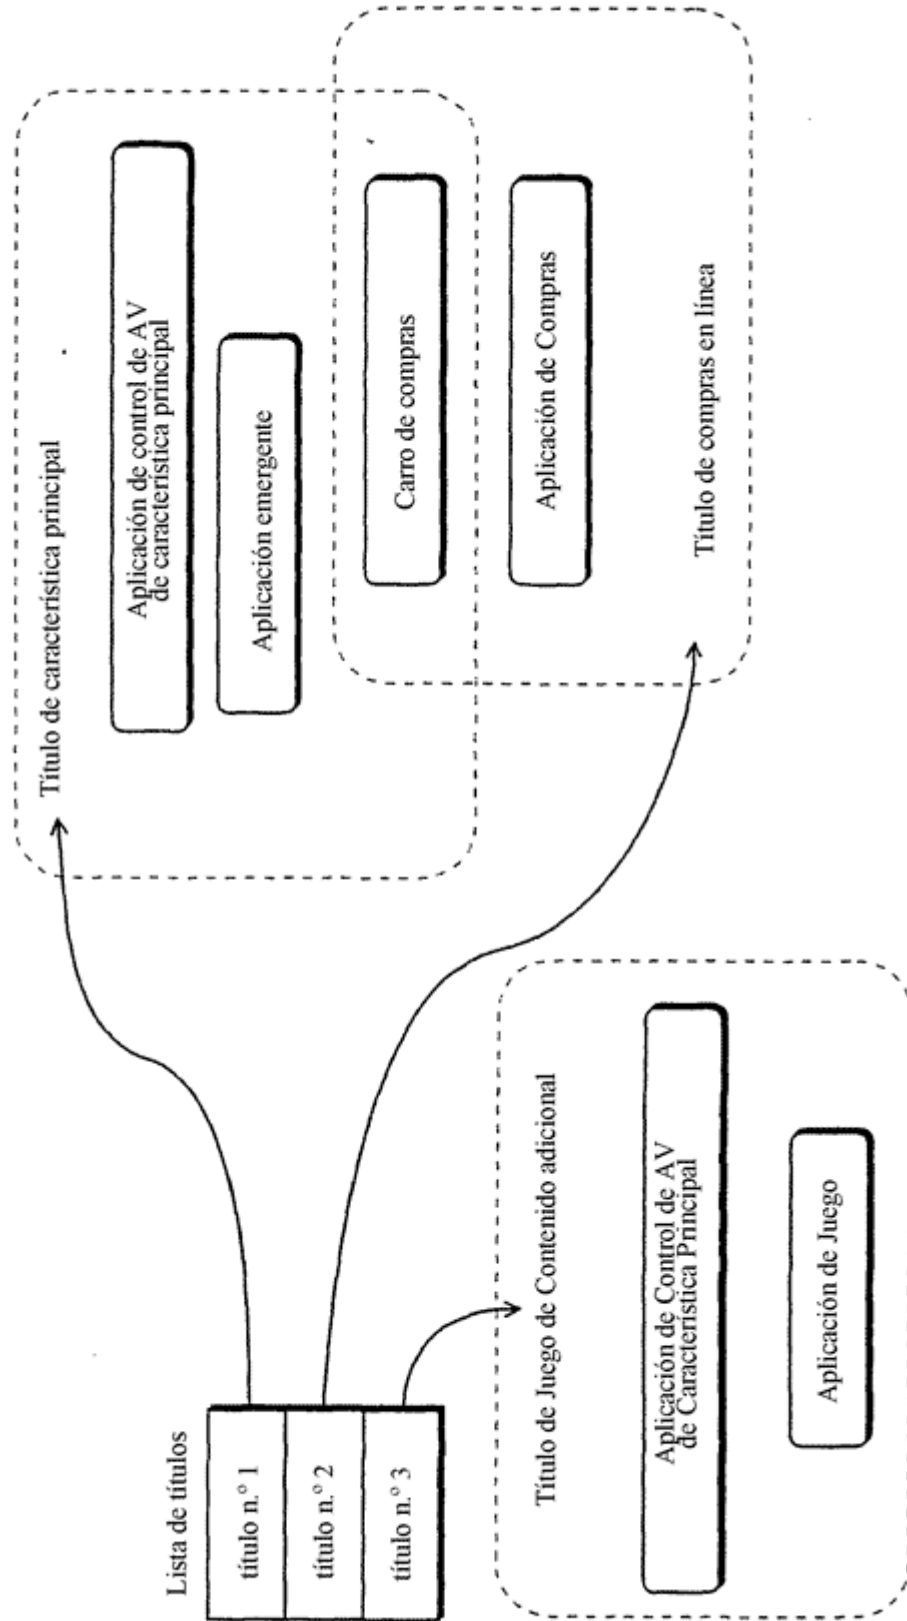 Lista de títulos
título n.º 1
título n.º 2
título n.º 3
Título de característica principal
Aplicación de control de AV
de característica principal
Aplicación emergente
Carro de compras
Aplicación de Compras
Título de compras en línea
Título de Juego de Contenido adicional
Aplicación de Control de AV
de Característica Principal
Aplicación de Juego